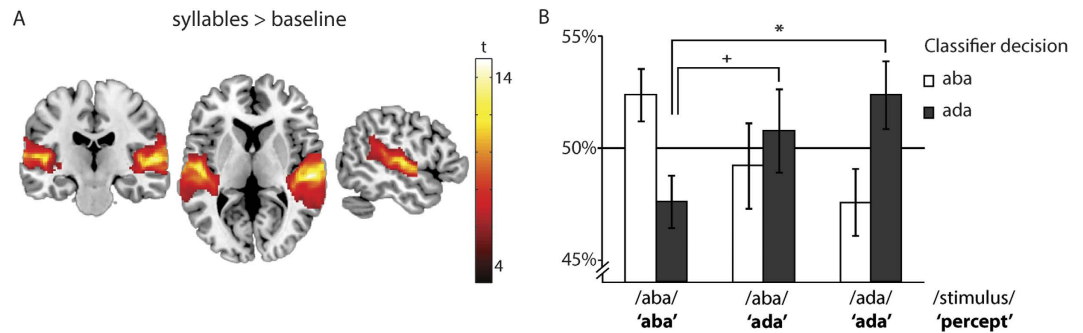 A
syllables > baseline
t
14
4
B
55%
50%
45%
*
+
Classifier decision
aba
ada
/aba/ /aba/ /ada/ /stimulus/
'aba' 'ada' 'ada' 'percept'